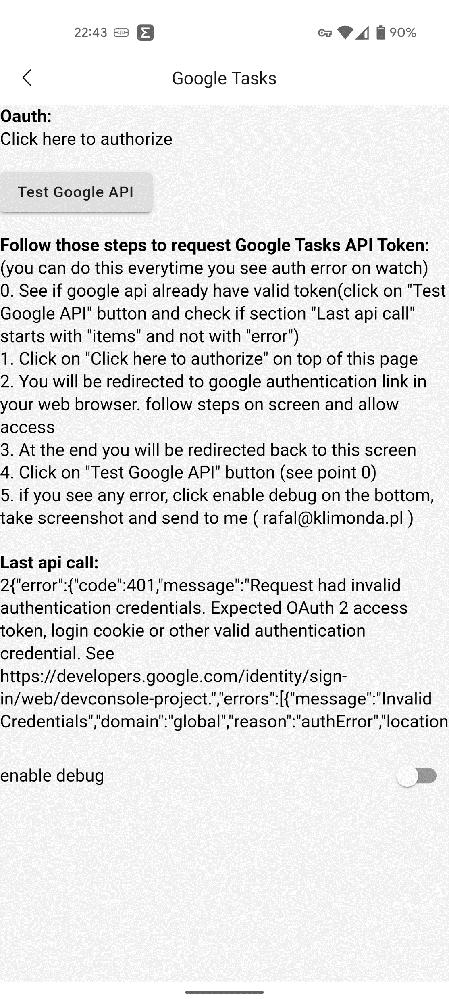 22:43
90%
Google Tasks
Oauth:
Click here to authorize
Test Google API
Follow those steps to request Google Tasks API Token:
(you can do this everytime you see auth error on watch)
0. See if google api already have valid token(click on "Test
Google API" button and check if section "Last api call"
starts with "items" and not with "error")
1. Click on "Click here to authorize" on top of this page
2. You will be redirected to google authentication link in
your web browser. follow steps on screen and allow
access
3. At the end you will be redirected back to this screen
4. Click on "Test Google API" button (see point 0)
5. if you see any error, click enable debug on the bottom,
take screenshot and send to me ( rafal@klimonda.pl )
Last api call:
2{"error":{"code":401,"message":"Request had invalid
authentication credentials. Expected OAuth 2 access
token, login cookie or other valid authentication
credential. See
https://developers.google.com/identity/sign-
in/web/devconsole-project.","errors":[{"message":"Invalid
Credentials","domain":"global","reason":"authError","location"
enable debug